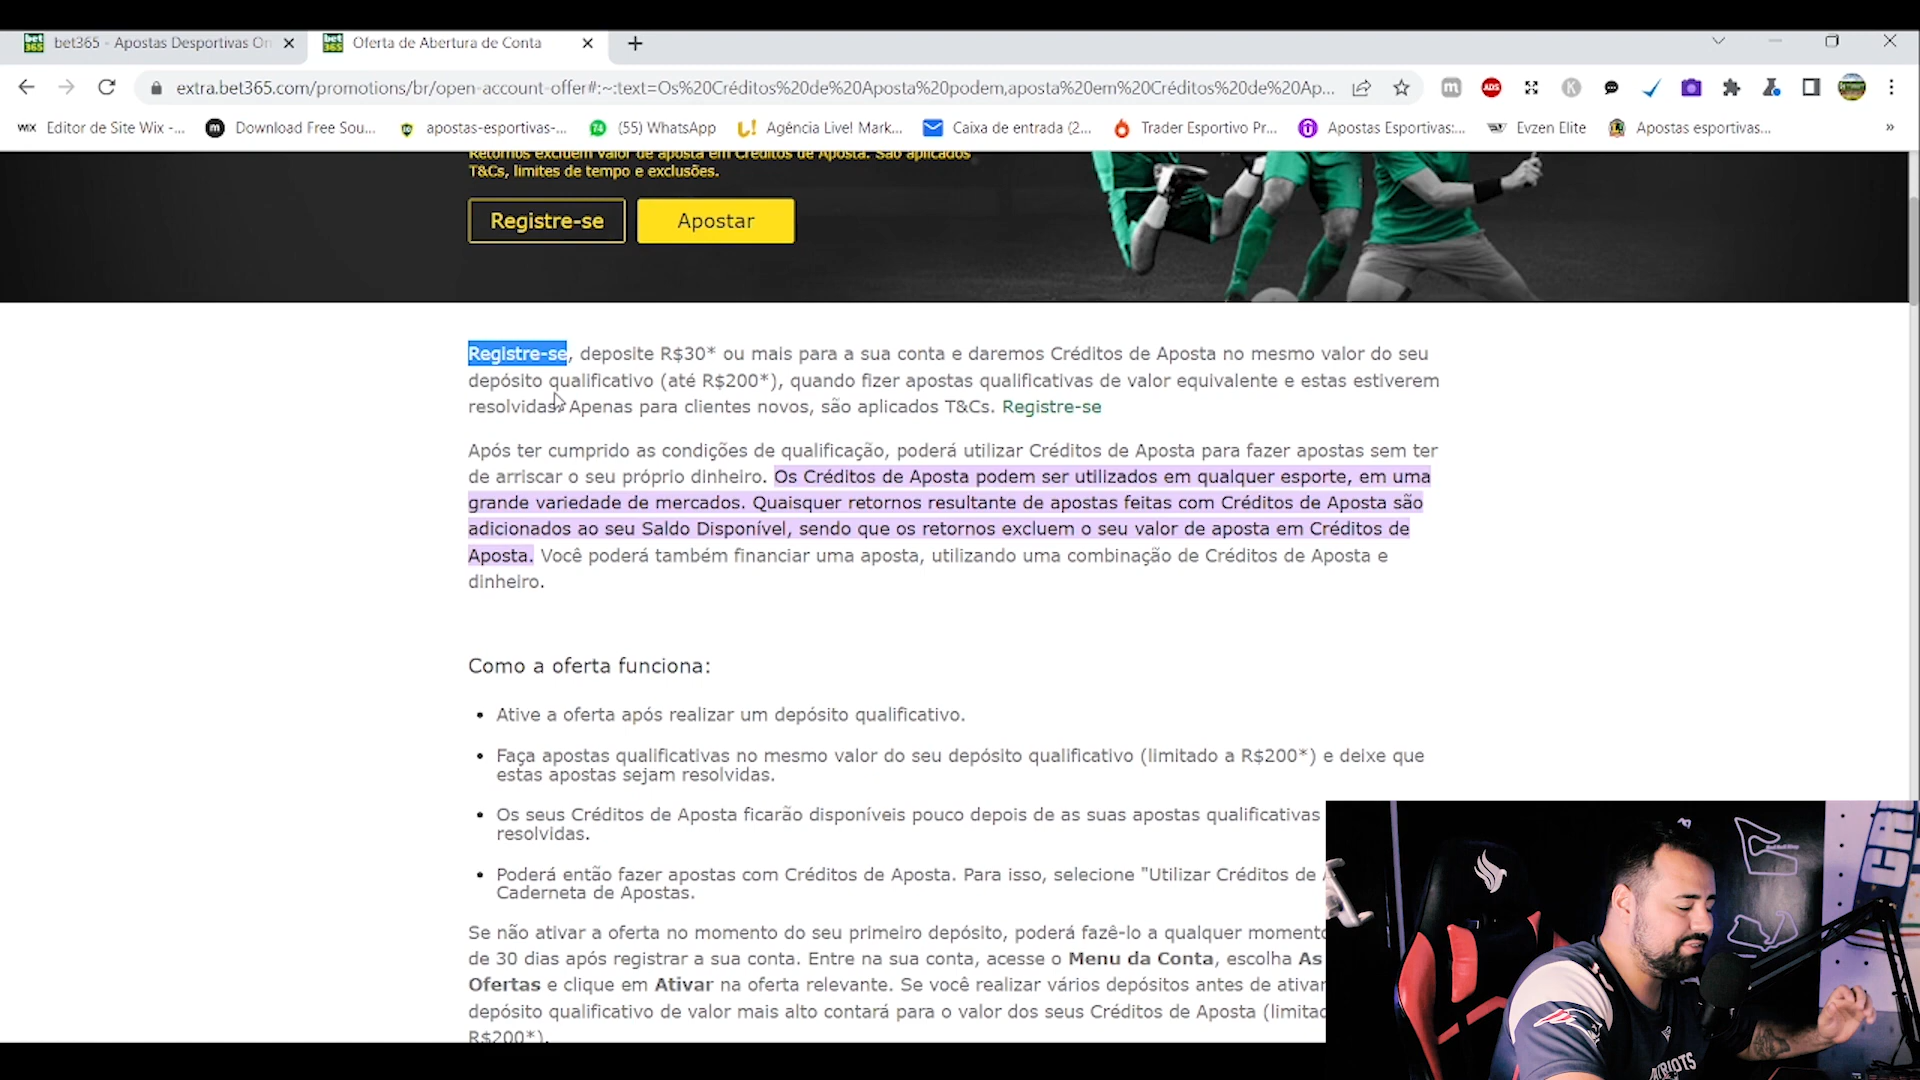 bet365 - Apostas Desportivas On
Oferta de Abertura de Conta
extra.bet365.com/promotions/br/open-account-offer#:~:text=Os%20Créditos%20de%20Aposta%20podem,aposta%20em%20Créditos%20de%20Ap...
Editor de Site Wix -...
Download Free Sou...
apostas-esportivas-...
(55) WhatsApp
Agência Live! Mark...
Caixa de entrada (2...
Trader Esportivo Pr...
Apostas Esportivas:...
Evzen Elite
Apostas esportivas...
»
Retornos excluem valor de aposta em Créditos de Aposta. São aplicados
T&Cs, limites de tempo e exclusões.
Registre-se
Apostar
Registre-se, deposite R$30* ou mais para a sua conta e daremos Créditos de Aposta no mesmo valor do seu
depósito qualificativo (até R$200*), quando fizer apostas qualificativas de valor equivalente e estas estiverem
resolvidas. Apenas para clientes novos, são aplicados T&Cs. Registre-se
Após ter cumprido as condições de qualificação, poderá utilizar Créditos de Aposta para fazer apostas sem ter
de arriscar o seu próprio dinheiro. Os Créditos de Aposta podem ser utilizados em qualquer esporte, em uma
grande variedade de mercados. Quaisquer retornos resultante de apostas feitas com Créditos de Aposta são
adicionados ao seu Saldo Disponível, sendo que os retornos excluem o seu valor de aposta em Créditos de
Aposta. Você poderá também financiar uma aposta, utilizando uma combinação de Créditos de Aposta e
dinheiro.
Como a oferta funciona:
• Ative a oferta após realizar um depósito qualificativo.
• Faça apostas qualificativas no mesmo valor do seu depósito qualificativo (limitado a R$200*) e deixe que
estas apostas sejam resolvidas.
• Os seus Créditos de Aposta ficarão disponíveis pouco depois de as suas apostas qualificativas
resolvidas.
• Poderá então fazer apostas com Créditos de Aposta. Para isso, selecione "Utilizar Créditos de
Caderneta de Apostas.
Se não ativar a oferta no momento do seu primeiro depósito, poderá fazê-lo a qualquer momento
de 30 dias após registrar a sua conta. Entre na sua conta, acesse o Menu da Conta, escolha As
Ofertas e clique em Ativar na oferta relevante. Se você realizar vários depósitos antes de ativar
depósito qualificativo de valor mais alto contará para o valor dos seus Créditos de Aposta (limitad
R$200*).
PATRIOTS